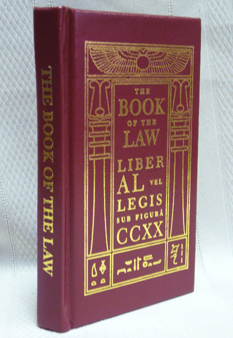 THE BOOK OF THE LAW
THE
BOOK
OF THE
LAW
LIBER
AL VEL
LEGIS
SUB FIGURÂ
CCXX